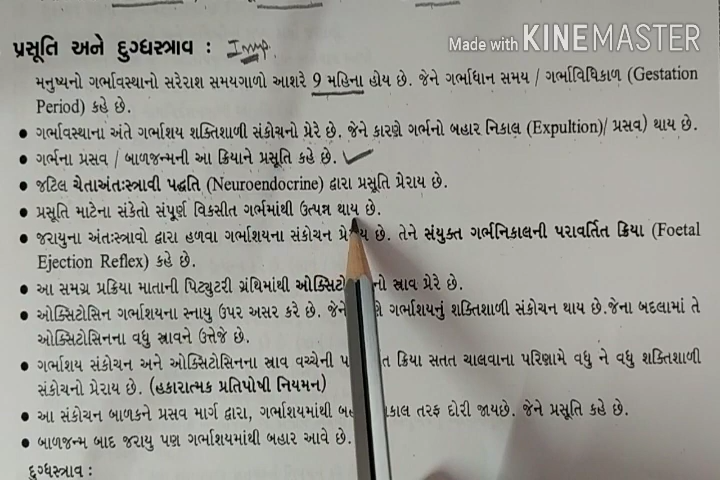 Made with KINEMASTER
પ્રસૂતિ અને દુગ્ધસ્ત્રાવ : Imp.
મનુષ્યનો ગર્ભાવસ્થાનો સરેરાશ સમયગાળો આશરે 9 મહિના હોય છે. જેને ગર્ભાધાન સમય / ગર્ભાવિધિકાળ (Gestation
Period) કહે છે.
• ગર્ભાવસ્થાના અંતે ગર્ભાશય શક્તિશાળી સંકોચનો પ્રેરે છે. જેને કારણે ગર્ભનો બહાર નિકાલ (Expultion)/ પ્રસવ) થાય છે.
• ગર્ભના પ્રસવ / બાળજન્મની આ ક્રિયાને પ્રસૂતિ કહે છે.
• જટિલ ચેતાઅંતઃસ્ત્રાવી પદ્ધતિ (Neuroendocrine) દ્વારા પ્રસૂતિ પ્રેરાય છે.
• પ્રસૂતિ માટેના સંકેતો સંપૂર્ણ વિકસીત ગર્ભમાંથી ઉત્પન્ન થાય છે.
• જરાયુના અંતઃસ્ત્રાવો દ્વારા હળવા ગર્ભાશયના સંકોચન છે. તેને સંયુક્ત ગર્ભનિકાલની પરાવર્તિત ક્રિયા (Foetal
Ejection Reflex) કહે છે.
• આ સમગ્ર પ્રક્રિયા માતાની પિટ્યુટરી ગ્રંથિમાંથી સ્ત્રાવ પ્રેરે છે.
• ઓક્સિટોસિન ગર્ભાશયના સ્નાયુ ઉપર અસર કરે છે. ગર્ભાશયનું શક્તિશાળી સંકોચન થાય છે.જેના બદલામાં તે
ઓક્સિટોસિનના વધુ સ્ત્રાવને ઉત્તેજે છે.
• ગર્ભાશય સંકોચન અને ઓક્સિટોસિનના સ્ત્રાવ વચ્ચેની ક્રિયા સતત ચાલવાના પરિણામે વધુ ને વધુ શક્તિશાળી
સંકોચનો પ્રેરાય છે. (હકારાત્મક પ્રતિપોષી નિયમન)
• આ સંકોચન બાળકને પ્રસવ માર્ગ દ્વારા, ગર્ભાશયમાંથી તરફ દોરી જાયછે. જેને પ્રસૂતિ કહે છે.
• બાળજન્મ બાદ જરાયુ પણ ગર્ભાશયમાંથી બહાર આવે છે.
દુગ્ધસ્ત્રાવ :